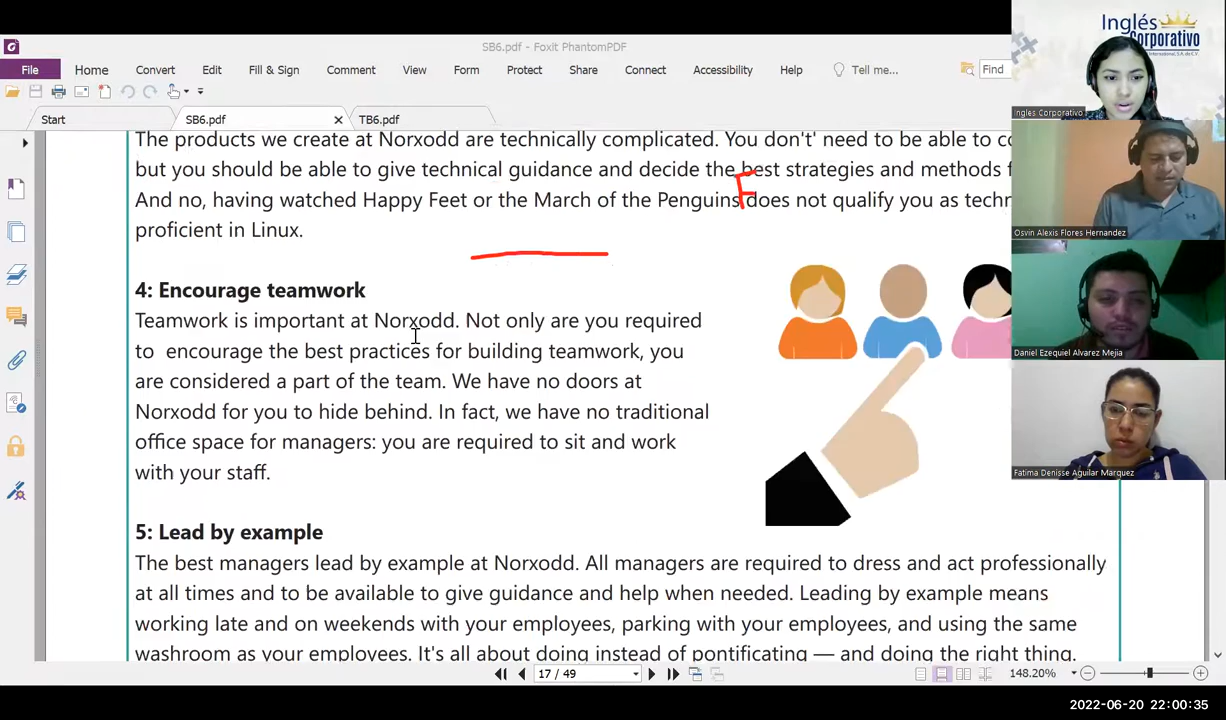 SB6.pdf - Foxit PhantomPDF
File Home Convert Edit Fill & Sign Comment View Form Protect Share Connect Accessibility Help Tell me... Find
Start SB6.pdf TB6.pdf
The products we create at Norxodd are technically complicated. You don't' need to be able to
but you should be able to give technical guidance and decide the best strategies and methods
And no, having watched Happy Feet or the March of the Penguins does not qualify you as
proficient in Linux.
F
4: Encourage teamwork
Teamwork is important at Norxodd. Not only are you required
to encourage the best practices for building teamwork, you
are considered a part of the team. We have no doors at
Norxodd for you to hide behind. In fact, we have no traditional
office space for managers: you are required to sit and work
with your staff.
5: Lead by example
The best managers lead by example at Norxodd. All managers are required to dress and act professionally
at all times and to be available to give guidance and help when needed. Leading by example means
working late and on weekends with your employees, parking with your employees, and using the same
washroom as your employees. It's all about doing instead of pontificating — and doing the right thing.
17 / 49
148.20%
Inglés
Corporativo
International, S.A. de C.V.
Ingles Corporativo
Osvin Alexis Flores Hernandez
Daniel Ezequiel Alvarez Mejia
Fatima Denisse Aguilar Marquez
2022-06-20 22:00:35